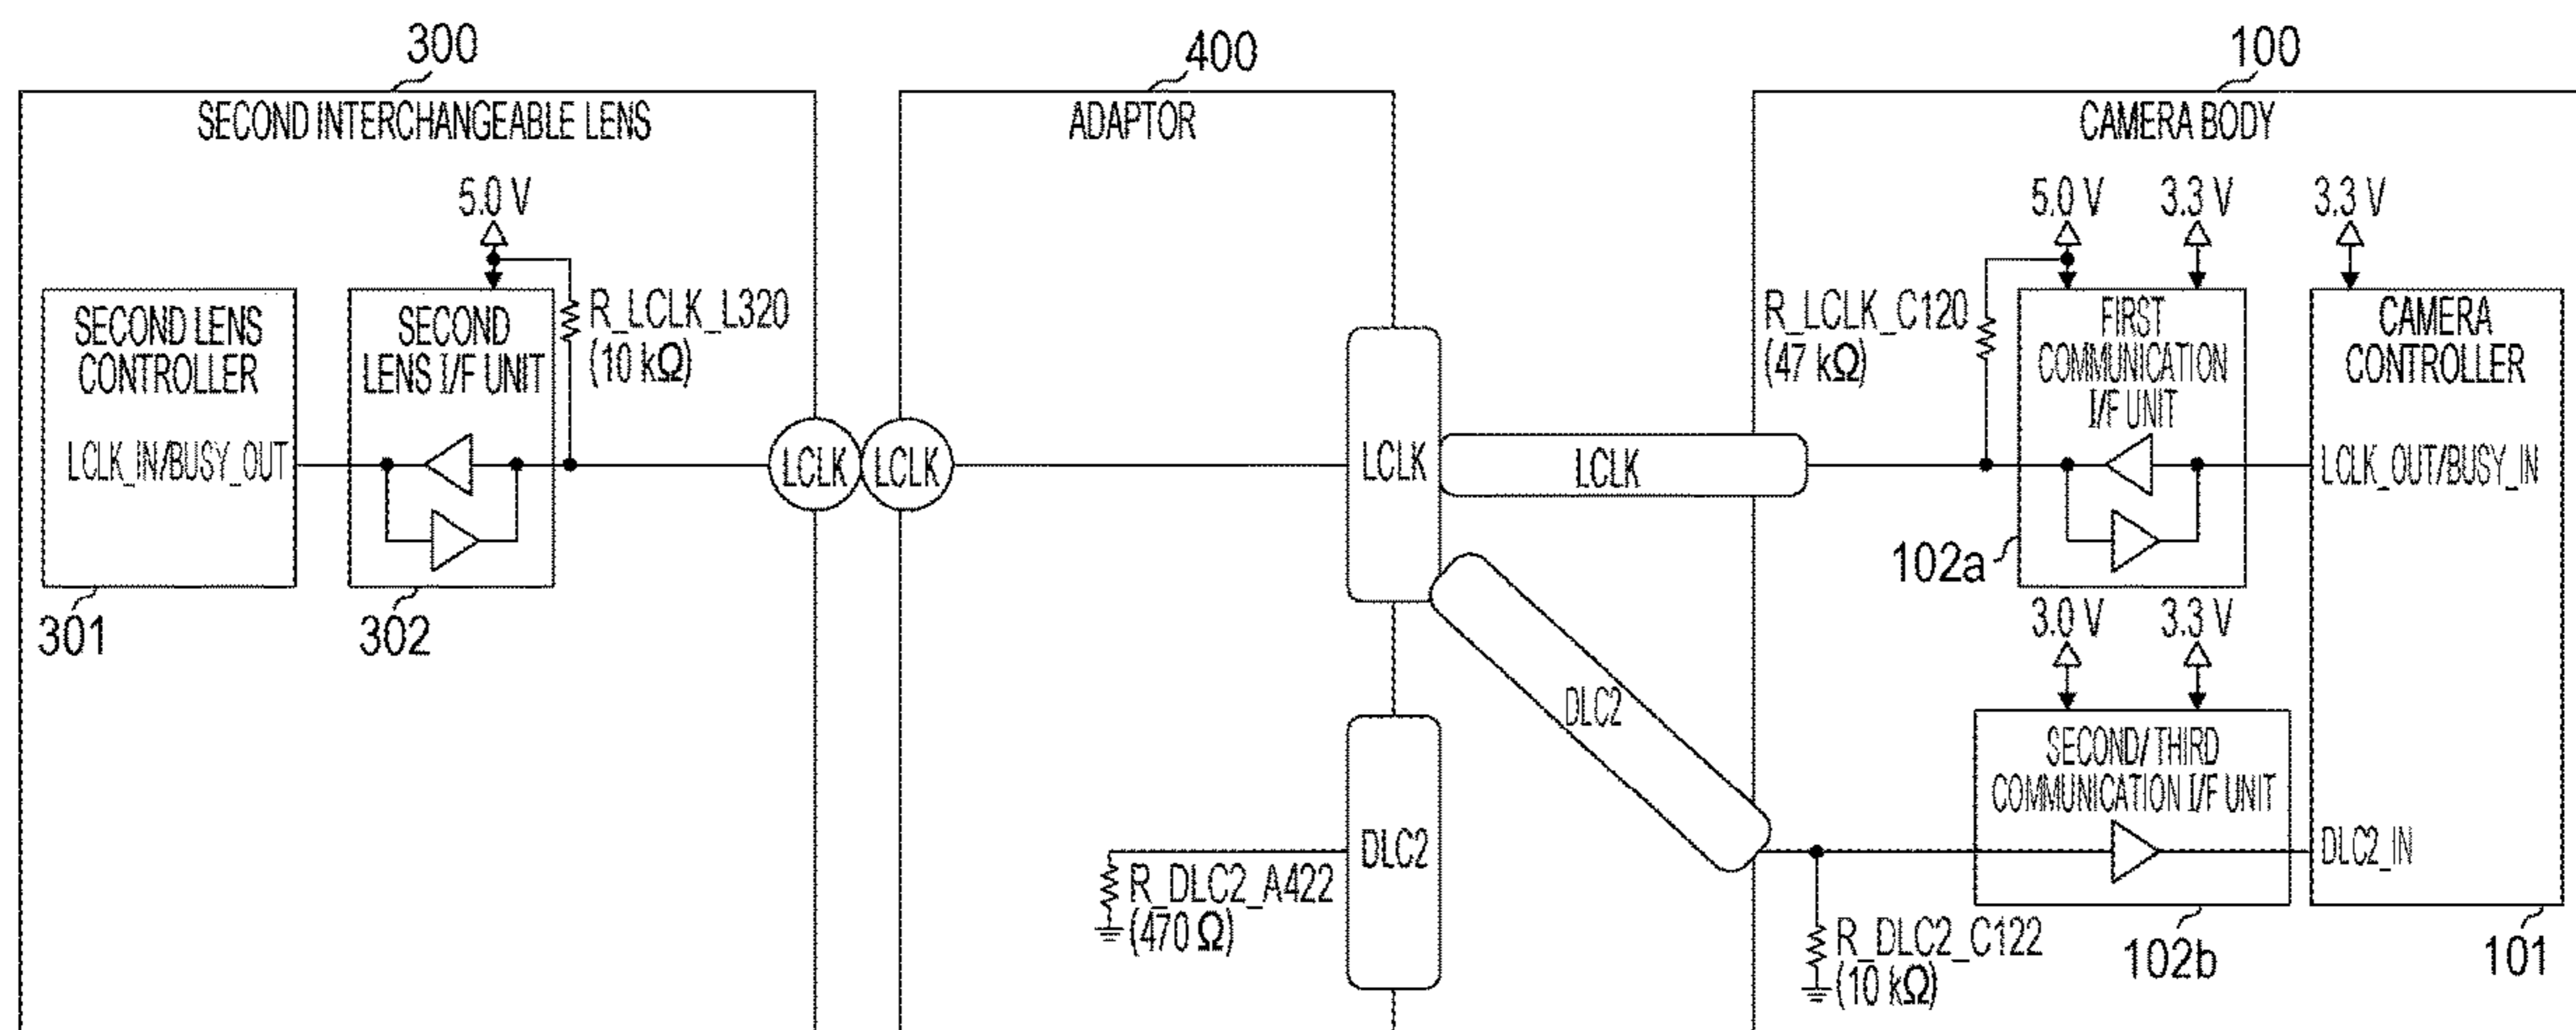 300
400
100
SECOND INTERCHANGEABLE LENS
ADAPTOR
CAMERA BODY
5.0 V
5.0 V
3.3 V
3.3 V
SECOND LENS
CONTROLLER
LCLK_IN/BUSY_OUT
301
SECOND
LENS I/F UNIT
302
R_LCLK_L320
(10 kΩ)
LCLK
LCLK
LCLK
LCLK
R_LCLK_C120
(47 kΩ)
FIRST
COMMUNICATION
I/F UNIT
102a
CAMERA
CONTROLLER
LCLK_OUT/BUSY_IN
3.0 V
3.3 V
DLC2
DLC2
R_DLC2_A422
(470 Ω)
SECOND/THIRD
COMMUNICATION I/F UNIT
DLC2_IN
R_DLC2_C122
(10 kΩ)
102b
101